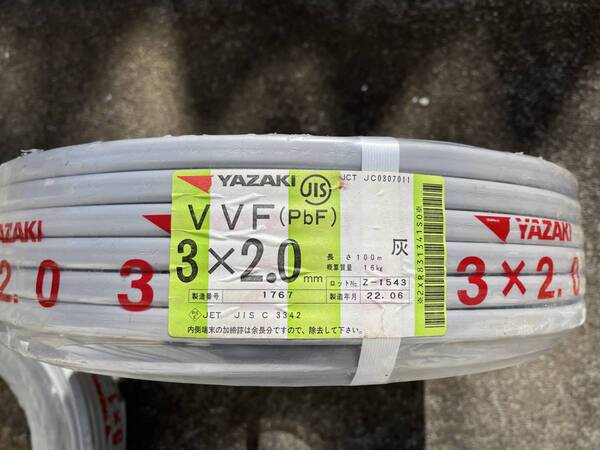 YAZAKI JIS JCT JC0307011
VVF(PbF)
3×2.0mm 灰
長さ 100m
概算質量 16kg
ロットNo. Z-1543
製造番号 1767 製造年月 22.06
JET JIS C 3342
内側端末の加締詳は余長分ですので、除去して下さい。
YAZAKI
2.0 3
YAZAKI
3×2.0